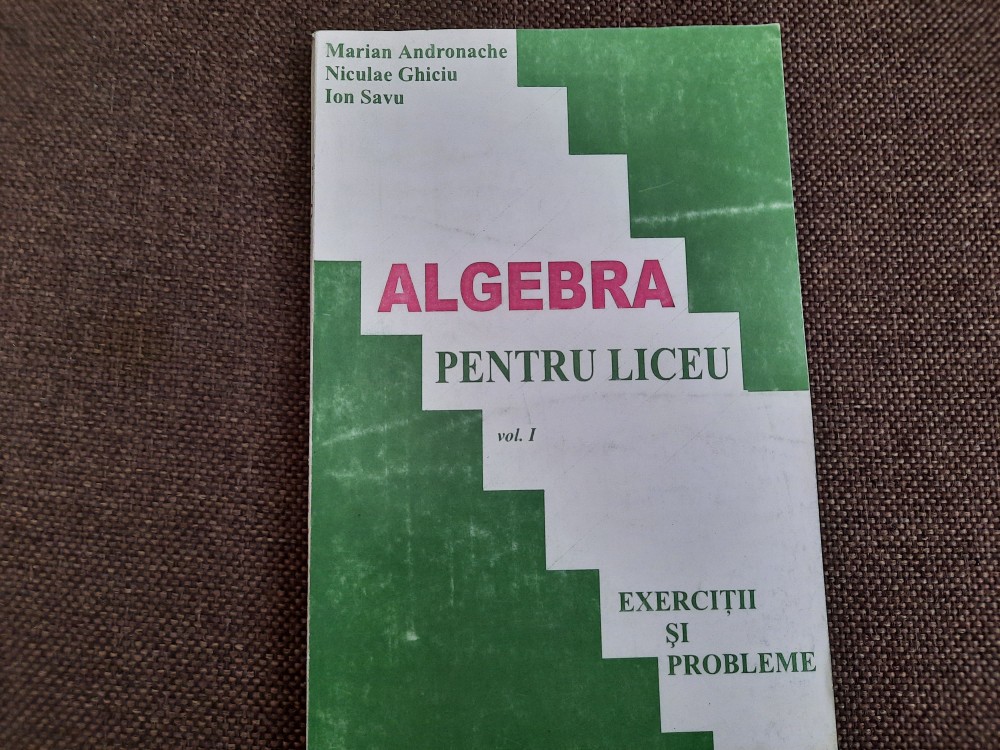 Marian Andronache
Niculae Ghiciu
Ion Savu
ALGEBRA
PENTRU LICEU
vol. I
EXERCIŢII
ŞI
PROBLEME